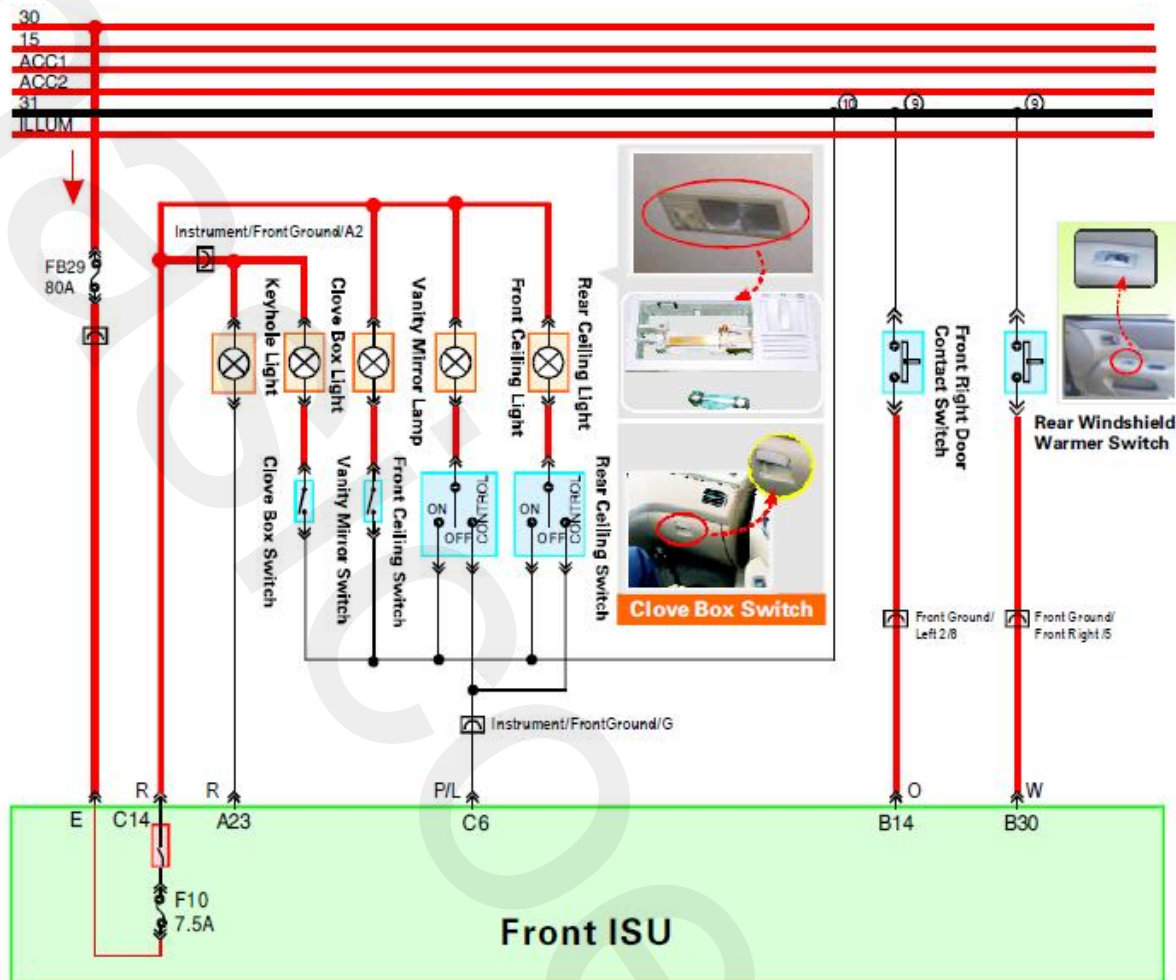 30
15
ACC1
ACC2
31
ILLUM
10
9
9
Instrument/FrontGround/A2
FB29
80A
Keyhole Light
Clove Box Light
Vanity Mirror Lamp
Front Ceiling Light
Rear Ceiling Light
Clove Box Switch
Vanity Mirror Switch
Front Ceiling Switch
Rear Ceiling Switch
ON
OFF
CONTROL
ON
OFF
CONTROL
Clove Box Switch
Front Right Door
Contact Switch
Rear Windshield
Warmer Switch
Front Ground/
Left 2/8
Front Ground/
Front Right /5
Instrument/FrontGround/G
R
R
P/L
O
W
E
C14
A23
C6
B14
B30
F10
7.5A
Front ISU